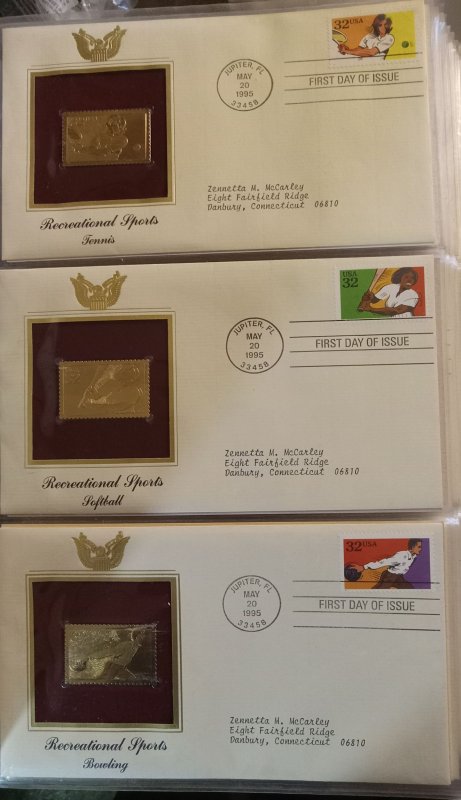 32 USA
JUPITER, FL
MAY
20
1995
33458
FIRST DAY OF ISSUE
Zennetta M. McCarley
Eight Fairfield Ridge
Danbury, Connecticut 06810
Recreational Sports
Tennis
USA
32
JUPITER, FL
MAY
20
1995
33458
FIRST DAY OF ISSUE
Zennetta M. McCarley
Eight Fairfield Ridge
Danbury, Connecticut 06810
Recreational Sports
Softball
32 USA
JUPITER, FL
MAY
20
1995
33458
FIRST DAY OF ISSUE
Zennetta M. McCarley
Eight Fairfield Ridge
Danbury, Connecticut 06810
Recreational Sports
Bowling